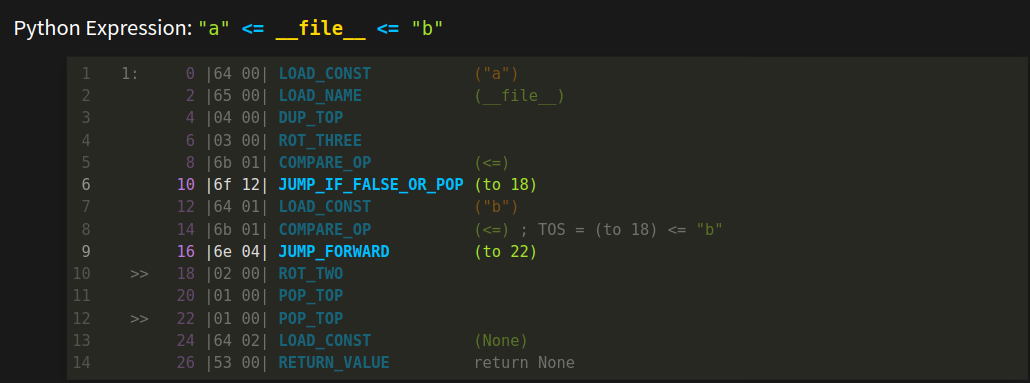 Python Expression: "a" <= __file__ <= "b"
1 1: 0 |64 00| LOAD_CONST ("a")
2 2 |65 00| LOAD_NAME (__file__)
3 4 |04 00| DUP_TOP
4 6 |03 00| ROT_THREE
5 8 |6b 01| COMPARE_OP (<=)
6 10 |6f 12| JUMP_IF_FALSE_OR_POP (to 18)
7 12 |64 01| LOAD_CONST ("b")
8 14 |6b 01| COMPARE_OP (<=) ; TOS = (to 18) <= "b"
9 16 |6e 04| JUMP_FORWARD (to 22)
10 >> 18 |02 00| ROT_TWO
11 20 |01 00| POP_TOP
12 >> 22 |01 00| POP_TOP
13 24 |64 02| LOAD_CONST (None)
14 26 |53 00| RETURN_VALUE return None